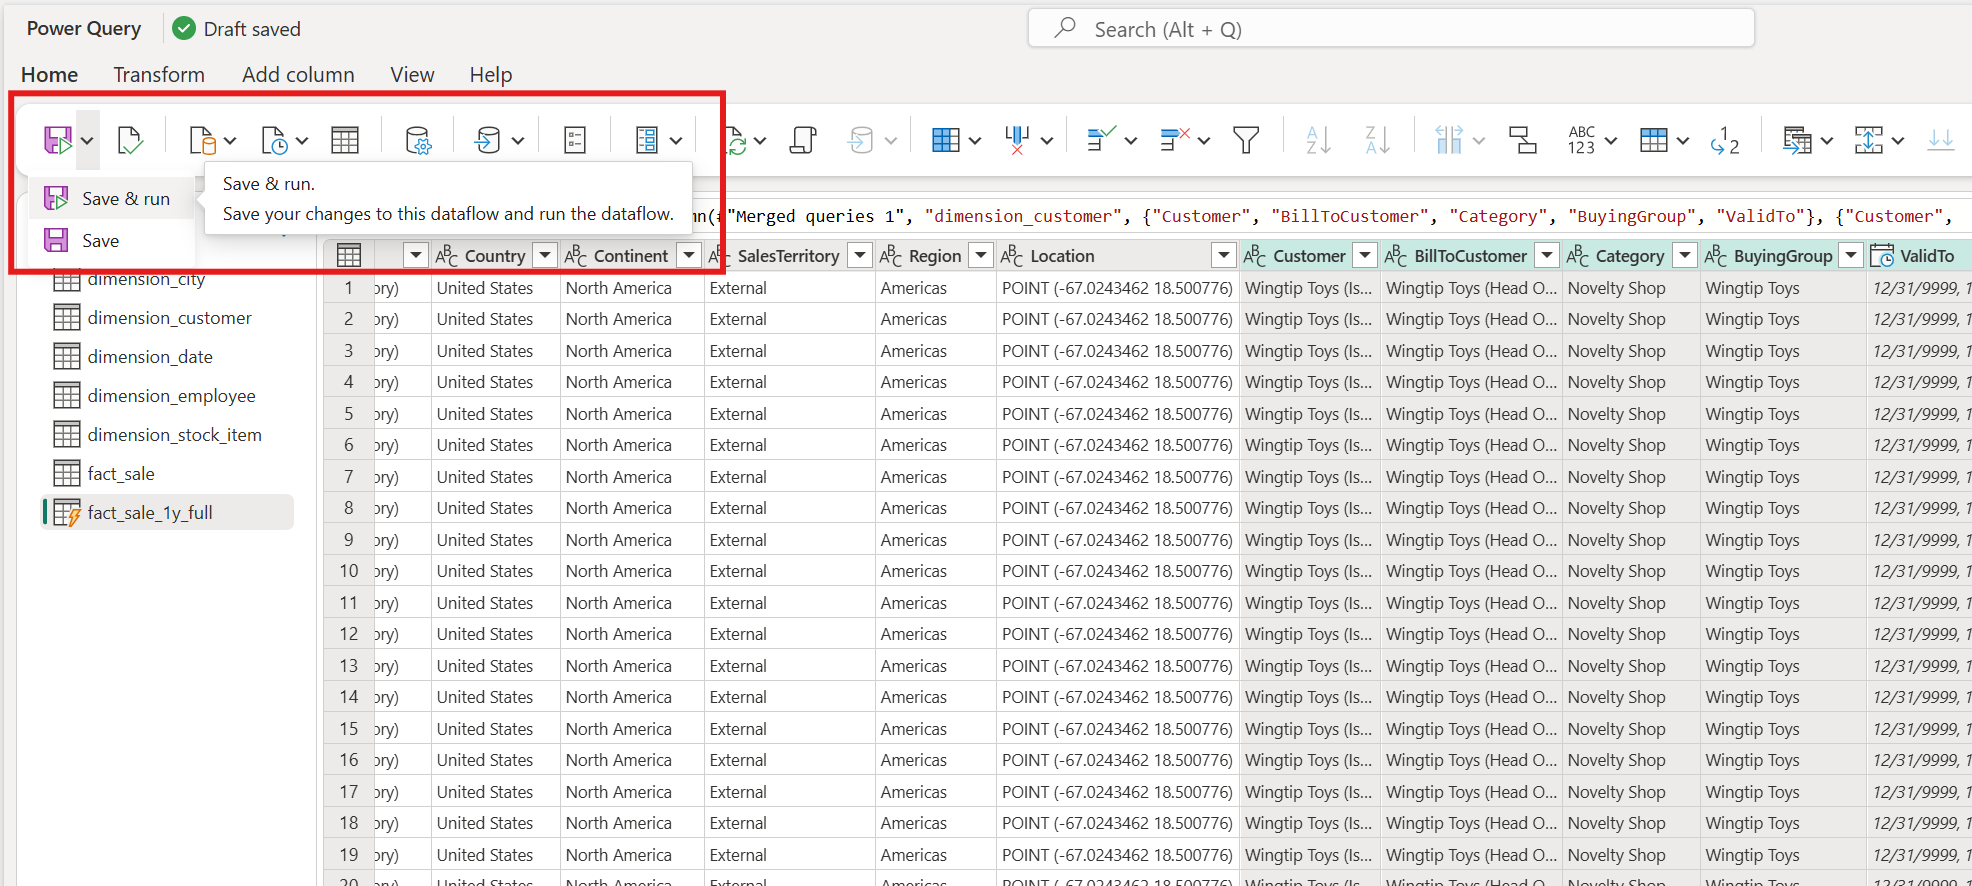 Power Query
Draft saved
Search (Alt + Q)
Home Transform Add column View Help
ABC
123
A
Z
Z
A
1
2
Save & run
Save
Save & run.
Save your changes to this dataflow and run the dataflow.
(#"Merged queries 1", "dimension_customer", {"Customer", "BillToCustomer", "Category", "BuyingGroup", "ValidTo"}, {"Customer",
dimension_city
dimension_customer
dimension_date
dimension_employee
dimension_stock_item
fact_sale
fact_sale_1y_full
ABC Country ABC Continent ABC SalesTerritory ABC Region ABC Location ABC Customer ABC BillToCustomer ABC Category ABC BuyingGroup ValidTo
1 ory) United States North America External Americas POINT (-67.0243462 18.500776) Wingtip Toys (Is... Wingtip Toys (Head O... Novelty Shop Wingtip Toys 12/31/9999, 1
2 ory) United States North America External Americas POINT (-67.0243462 18.500776) Wingtip Toys (Is... Wingtip Toys (Head O... Novelty Shop Wingtip Toys 12/31/9999, 1
3 ory) United States North America External Americas POINT (-67.0243462 18.500776) Wingtip Toys (Is... Wingtip Toys (Head O... Novelty Shop Wingtip Toys 12/31/9999, 1
4 ory) United States North America External Americas POINT (-67.0243462 18.500776) Wingtip Toys (Is... Wingtip Toys (Head O... Novelty Shop Wingtip Toys 12/31/9999, 1
5 ory) United States North America External Americas POINT (-67.0243462 18.500776) Wingtip Toys (Is... Wingtip Toys (Head O... Novelty Shop Wingtip Toys 12/31/9999, 1
6 ory) United States North America External Americas POINT (-67.0243462 18.500776) Wingtip Toys (Is... Wingtip Toys (Head O... Novelty Shop Wingtip Toys 12/31/9999, 1
7 ory) United States North America External Americas POINT (-67.0243462 18.500776) Wingtip Toys (Is... Wingtip Toys (Head O... Novelty Shop Wingtip Toys 12/31/9999, 1
8 ory) United States North America External Americas POINT (-67.0243462 18.500776) Wingtip Toys (Is... Wingtip Toys (Head O... Novelty Shop Wingtip Toys 12/31/9999, 1
9 ory) United States North America External Americas POINT (-67.0243462 18.500776) Wingtip Toys (Is... Wingtip Toys (Head O... Novelty Shop Wingtip Toys 12/31/9999, 1
10 ory) United States North America External Americas POINT (-67.0243462 18.500776) Wingtip Toys (Is... Wingtip Toys (Head O... Novelty Shop Wingtip Toys 12/31/9999, 1
11 ory) United States North America External Americas POINT (-67.0243462 18.500776) Wingtip Toys (Is... Wingtip Toys (Head O... Novelty Shop Wingtip Toys 12/31/9999, 1
12 ory) United States North America External Americas POINT (-67.0243462 18.500776) Wingtip Toys (Is... Wingtip Toys (Head O... Novelty Shop Wingtip Toys 12/31/9999, 1
13 ory) United States North America External Americas POINT (-67.0243462 18.500776) Wingtip Toys (Is... Wingtip Toys (Head O... Novelty Shop Wingtip Toys 12/31/9999, 1
14 ory) United States North America External Americas POINT (-67.0243462 18.500776) Wingtip Toys (Is... Wingtip Toys (Head O... Novelty Shop Wingtip Toys 12/31/9999, 1
15 ory) United States North America External Americas POINT (-67.0243462 18.500776) Wingtip Toys (Is... Wingtip Toys (Head O... Novelty Shop Wingtip Toys 12/31/9999, 1
16 ory) United States North America External Americas POINT (-67.0243462 18.500776) Wingtip Toys (Is... Wingtip Toys (Head O... Novelty Shop Wingtip Toys 12/31/9999, 1
17 ory) United States North America External Americas POINT (-67.0243462 18.500776) Wingtip Toys (Is... Wingtip Toys (Head O... Novelty Shop Wingtip Toys 12/31/9999, 1
18 ory) United States North America External Americas POINT (-67.0243462 18.500776) Wingtip Toys (Is... Wingtip Toys (Head O... Novelty Shop Wingtip Toys 12/31/9999, 1
19 ory) United States North America External Americas POINT (-67.0243462 18.500776) Wingtip Toys (Is... Wingtip Toys (Head O... Novelty Shop Wingtip Toys 12/31/9999, 1